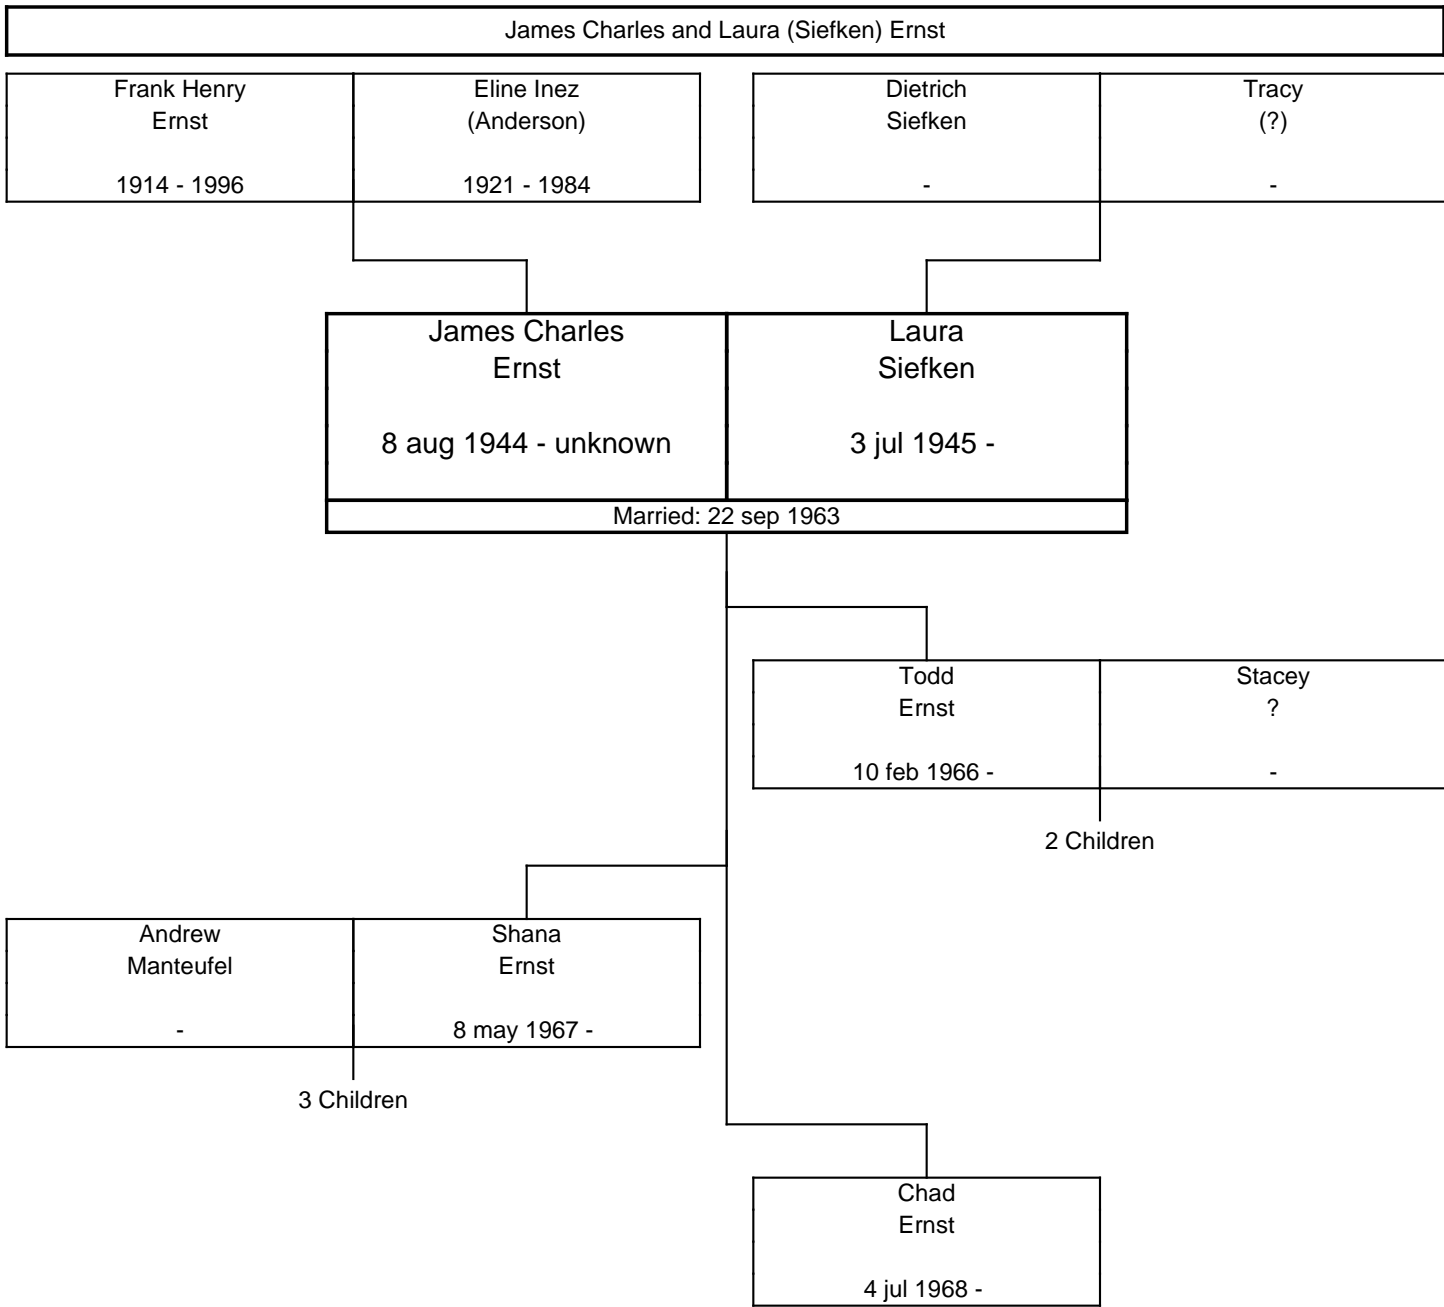 James Charles and Laura (Siefken) Ernst
Frank Henry
Ernst
1914 - 1996
Eline Inez
(Anderson)
1921 - 1984
Dietrich
Siefken
-
Tracy
(?)
-
James Charles
Ernst
8 aug 1944 - unknown
Laura
Siefken
3 jul 1945 -
Married: 22 sep 1963
Todd
Ernst
10 feb 1966 -
Stacey
?
-
2 Children
Andrew
Manteufel
-
Shana
Ernst
8 may 1967 -
3 Children
Chad
Ernst
4 jul 1968 -